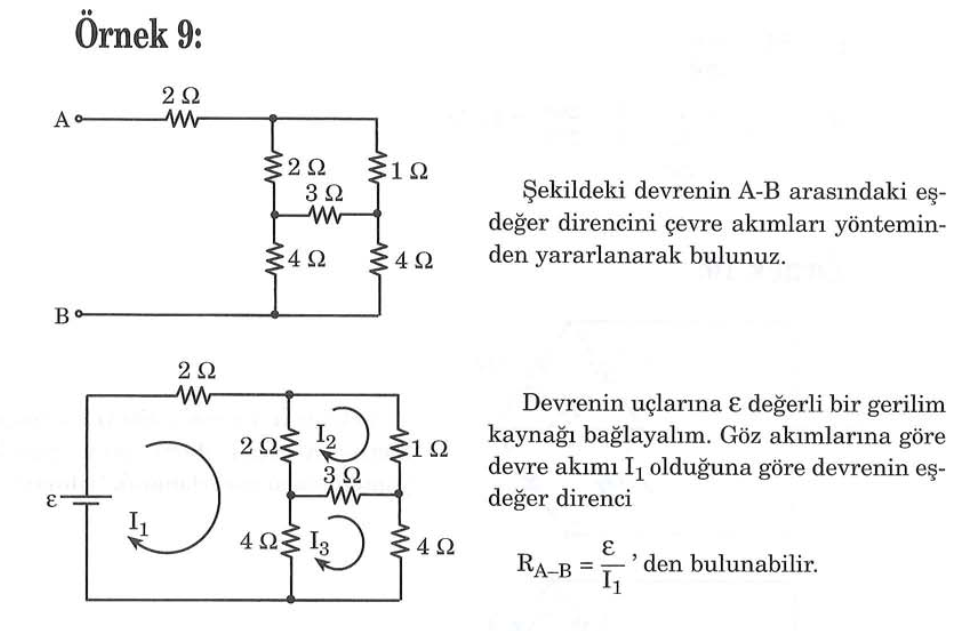 Örnek 9:
2 Ω
A
2 Ω
1 Ω
3 Ω
4 Ω
4 Ω
B
Şekildeki devrenin A-B arasındaki eş-
değer direncini çevre akımları yöntemin-
den yararlanarak bulunuz.
2 Ω
2 Ω
I₂
1 Ω
3 Ω
ε
I₁
4 Ω
I₃
4 Ω
Devrenin uçlarına ε değerli bir gerilim
kaynağı bağlayalım. Göz akımlarına göre
devre akımı I₁ olduğuna göre devrenin eş-
değer direnci
R_A–B = ε / I₁ ’ den bulunabilir.